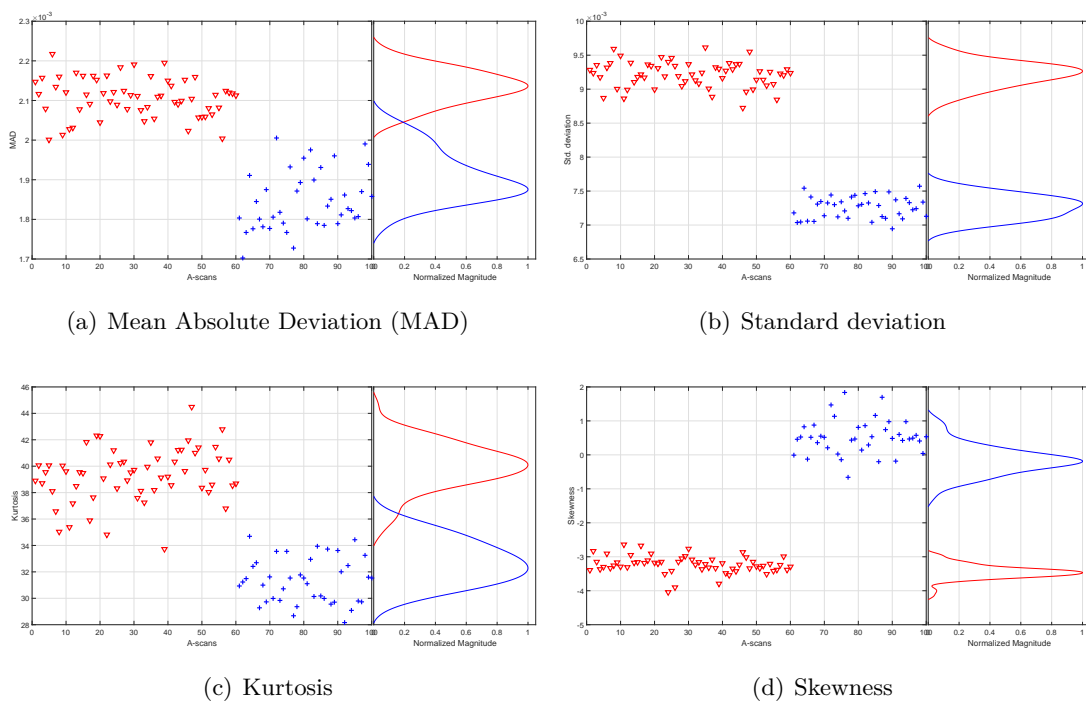 ×10⁻³ ×10⁻³
2.3 10
2.2 9.5
2.1 9
MAD 2 Std. deviation 8.5
8
1.9 7.5
1.8 7
1.7 6.5
0 10 20 30 40 50 60 70 80 90 100 0 0.2 0.4 0.6 0.8 1 0 10 20 30 40 50 60 70 80 90 100 0 0.2 0.4 0.6 0.8 1
A-scans Normalized Magnitude A-scans Normalized Magnitude
(a) Mean Absolute Deviation (MAD) (b) Standard deviation
46 2
44 1
42 0
40 -1
38
Kurtosis 36 Skewness -2
34 -3
32
30 -4
28 -5
0 10 20 30 40 50 60 70 80 90 100 0 0.2 0.4 0.6 0.8 1 0 10 20 30 40 50 60 70 80 90 100 0 0.2 0.4 0.6 0.8 1
A-scans Normalized Magnitude A-scans Normalized Magnitude
(c) Kurtosis (d) Skewness